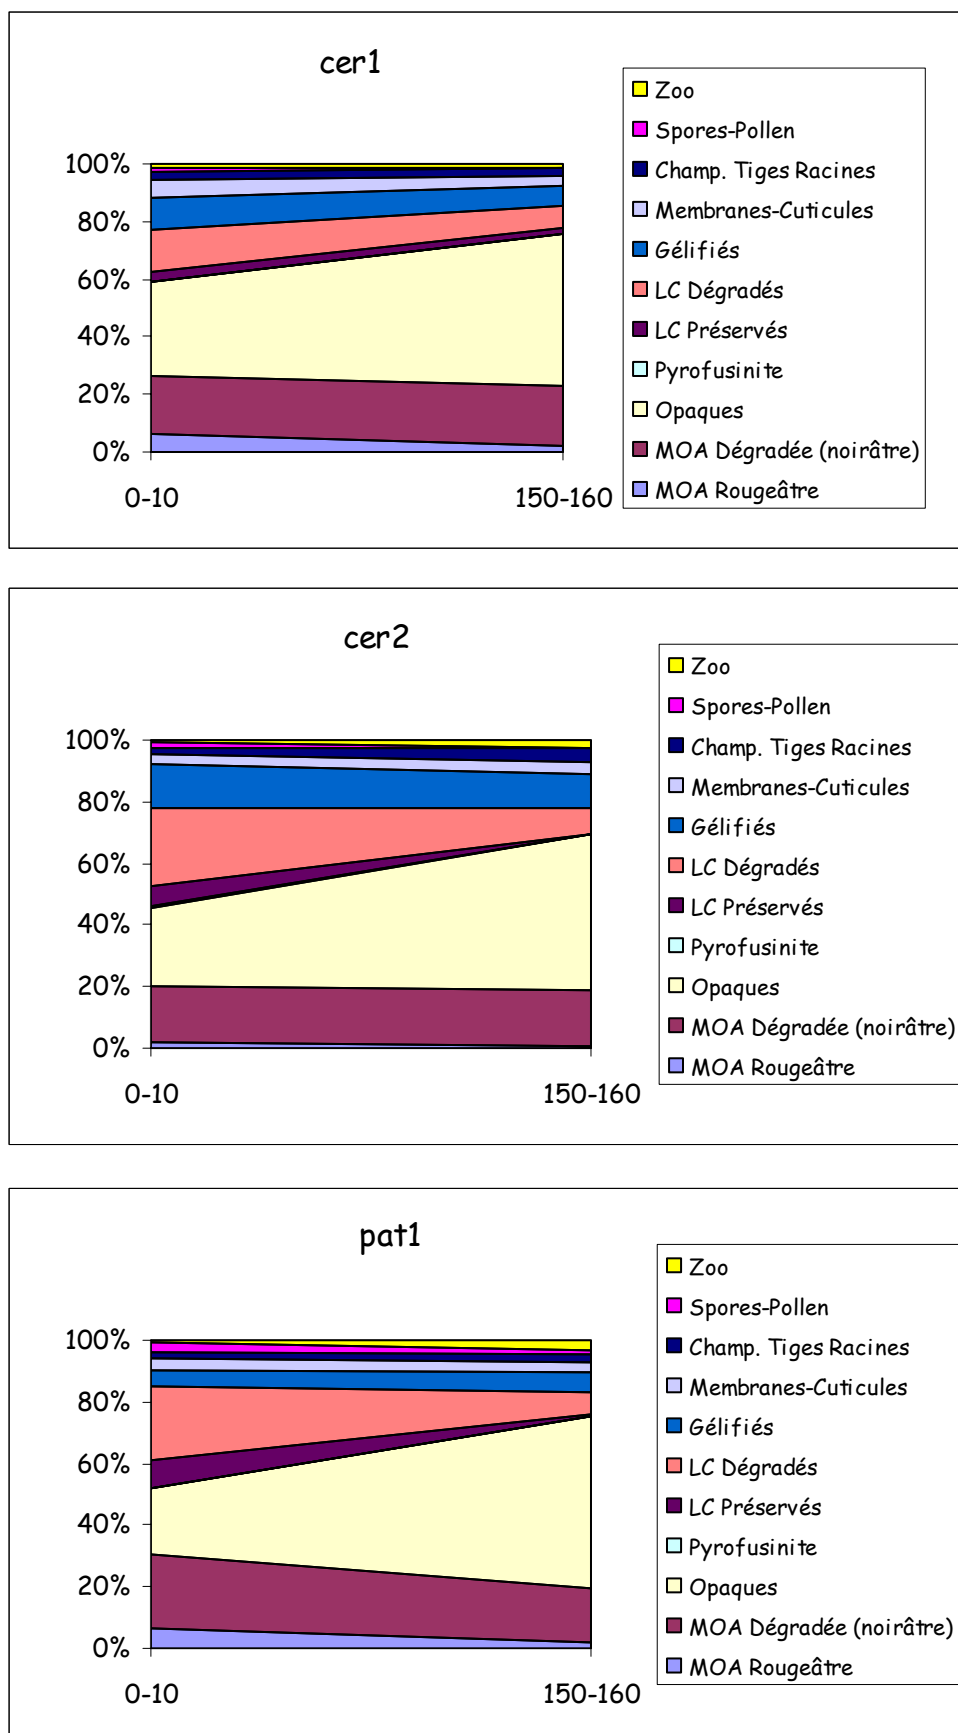 cer1
Zoo
Spores-Pollen
Champ. Tiges Racines
Membranes-Cuticules
Gélifiés
LC Dégradés
LC Préservés
Pyrofusinite
Opaques
MOA Dégradée (noirâtre)
MOA Rougeâtre
100%
80%
60%
40%
20%
0%
0-10 150-160
cer2
Zoo
Spores-Pollen
Champ. Tiges Racines
Membranes-Cuticules
Gélifiés
LC Dégradés
LC Préservés
Pyrofusinite
Opaques
MOA Dégradée (noirâtre)
MOA Rougeâtre
100%
80%
60%
40%
20%
0%
0-10 150-160
pat1
Zoo
Spores-Pollen
Champ. Tiges Racines
Membranes-Cuticules
Gélifiés
LC Dégradés
LC Préservés
Pyrofusinite
Opaques
MOA Dégradée (noirâtre)
MOA Rougeâtre
100%
80%
60%
40%
20%
0%
0-10 150-160